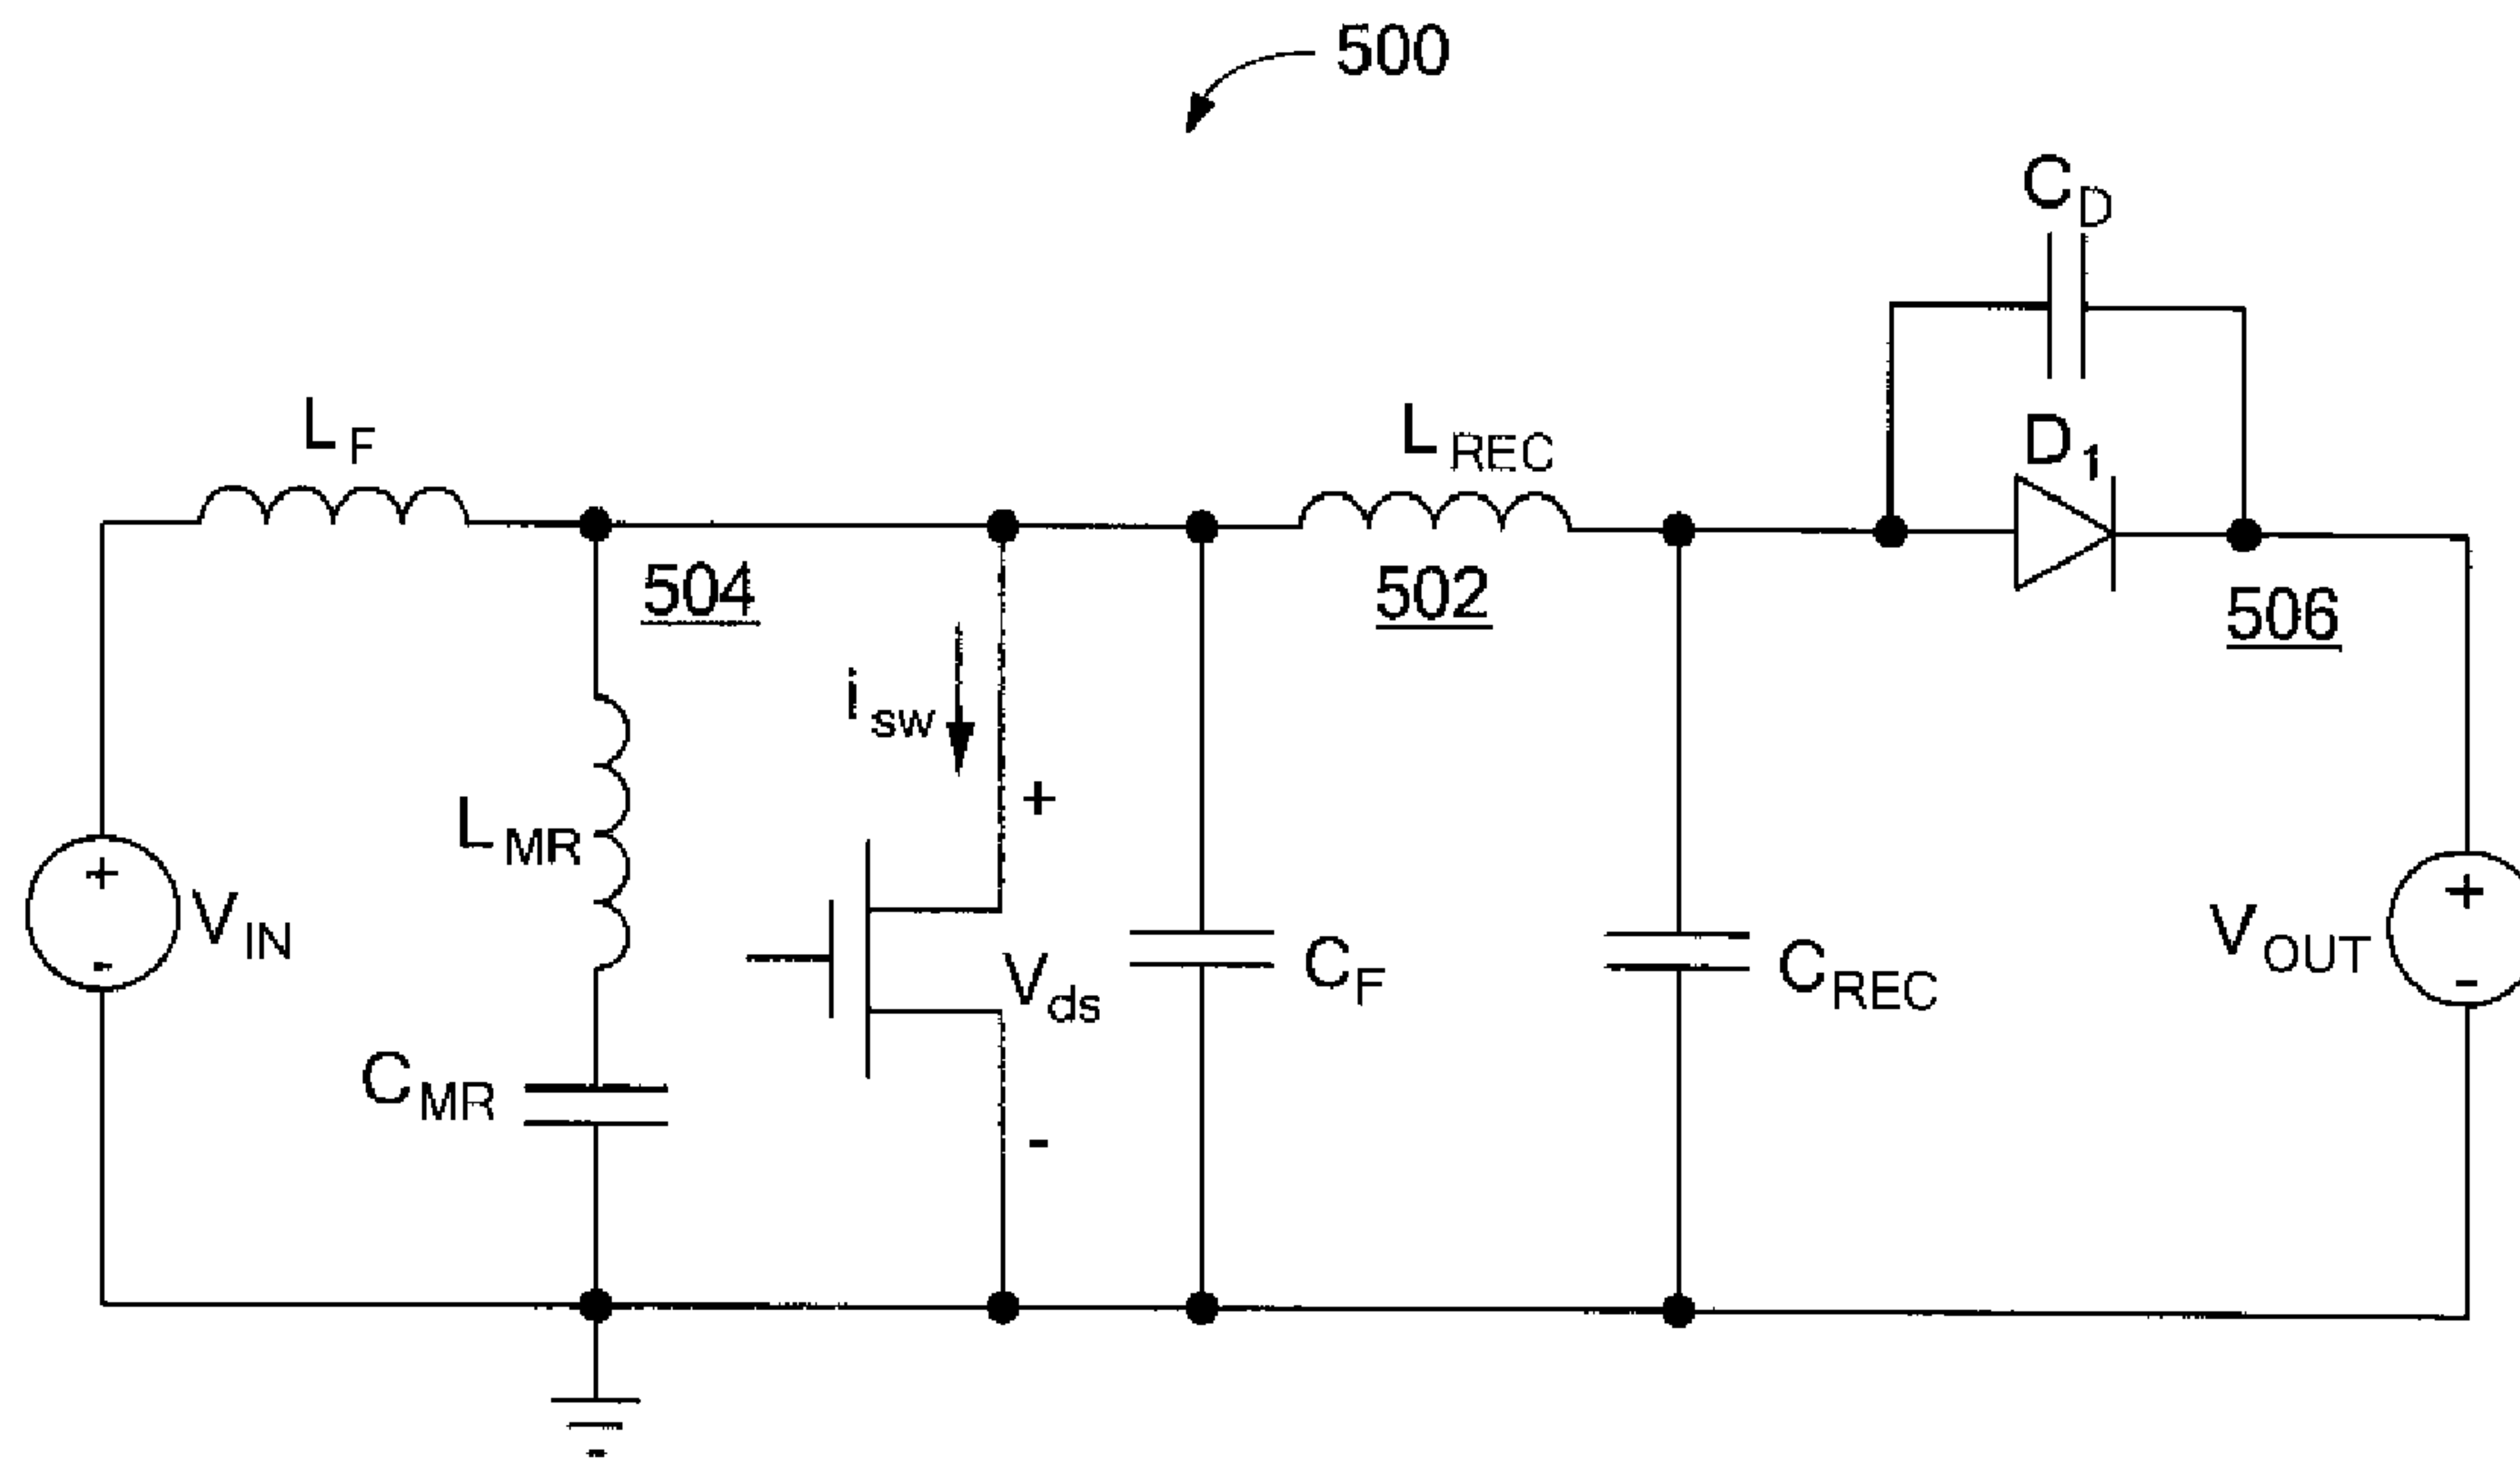 500
C_D
L_F
L_REC
D_1
504
502
506
i_sw
+
L_MR
+
V_IN
-
V_ds
C_F
C_REC
+
V_OUT
-
C_MR
-